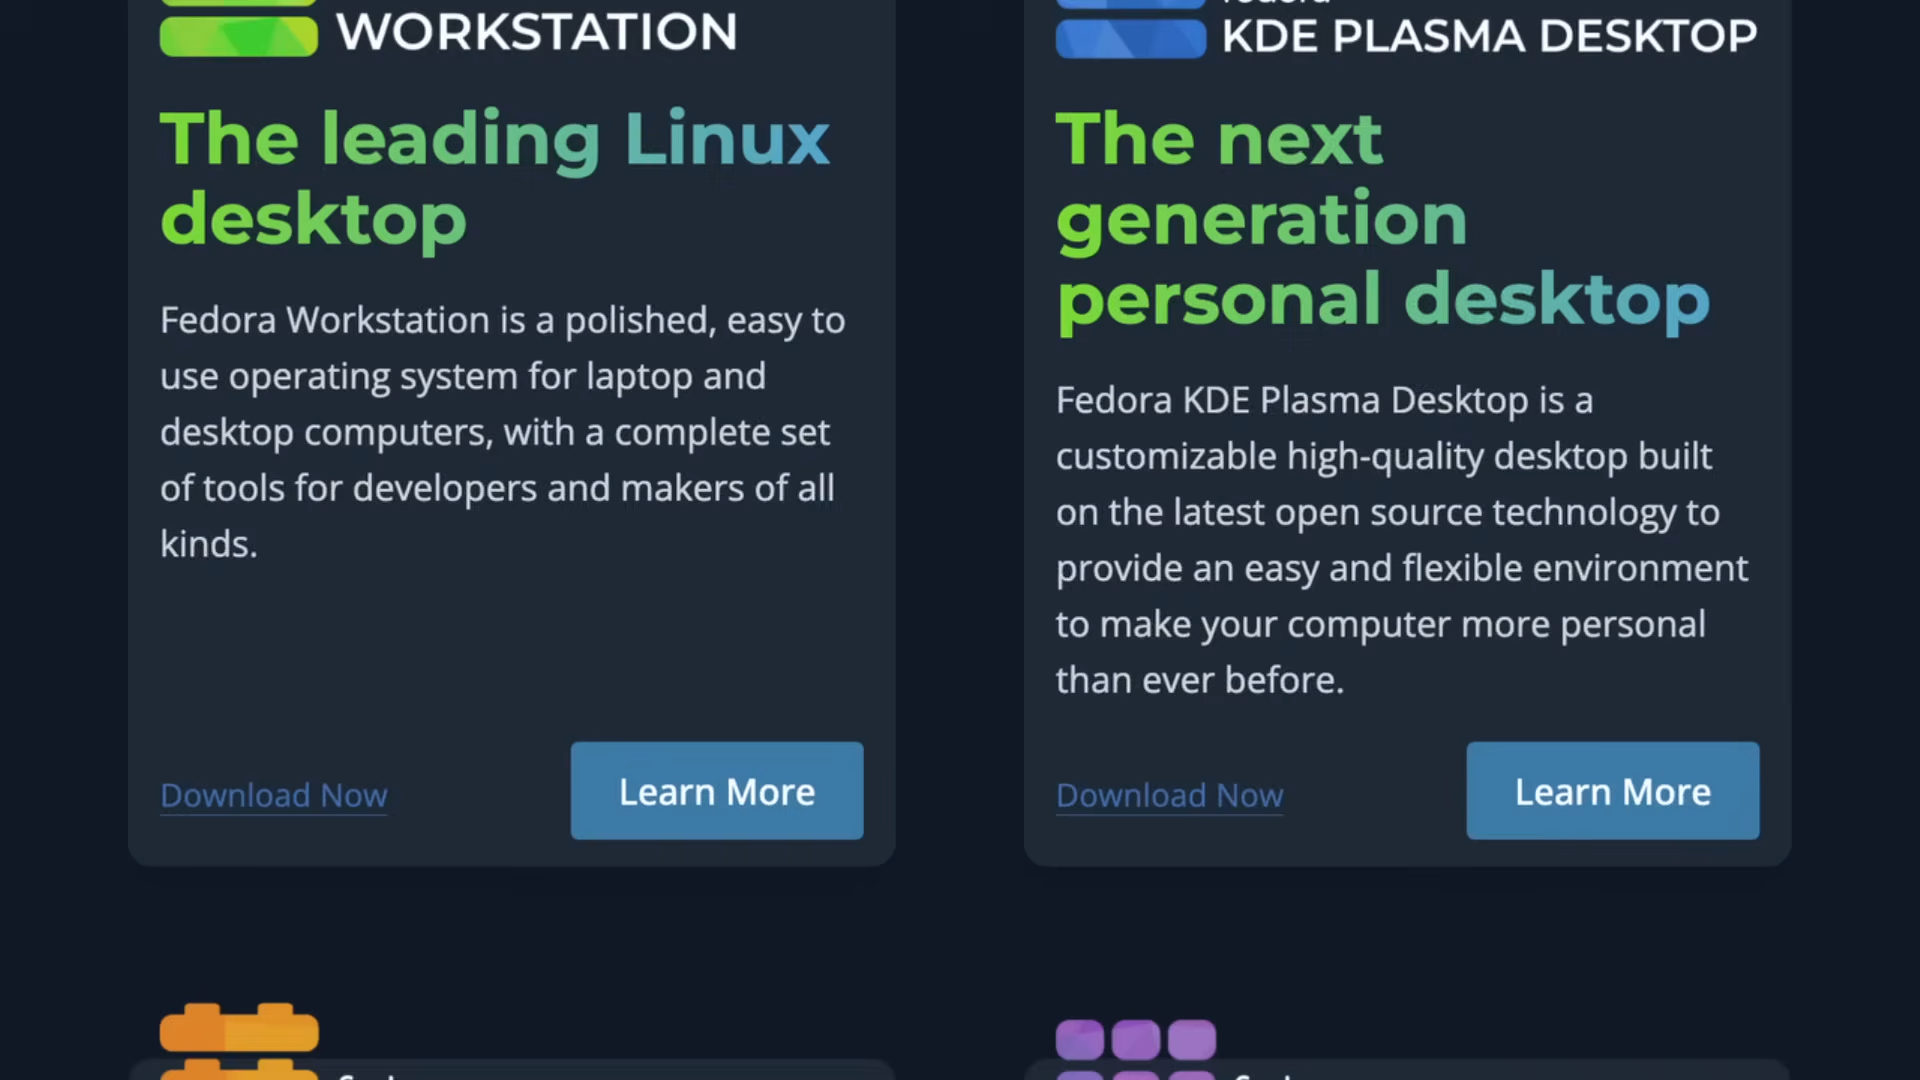 WORKSTATION
The leading Linux
desktop
Fedora Workstation is a polished, easy to
use operating system for laptop and
desktop computers, with a complete set
of tools for developers and makers of all
kinds.
Download Now
Learn More
KDE PLASMA DESKTOP
The next
generation
personal desktop
Fedora KDE Plasma Desktop is a
customizable high-quality desktop built
on the latest open source technology to
provide an easy and flexible environment
to make your computer more personal
than ever before.
Download Now
Learn More